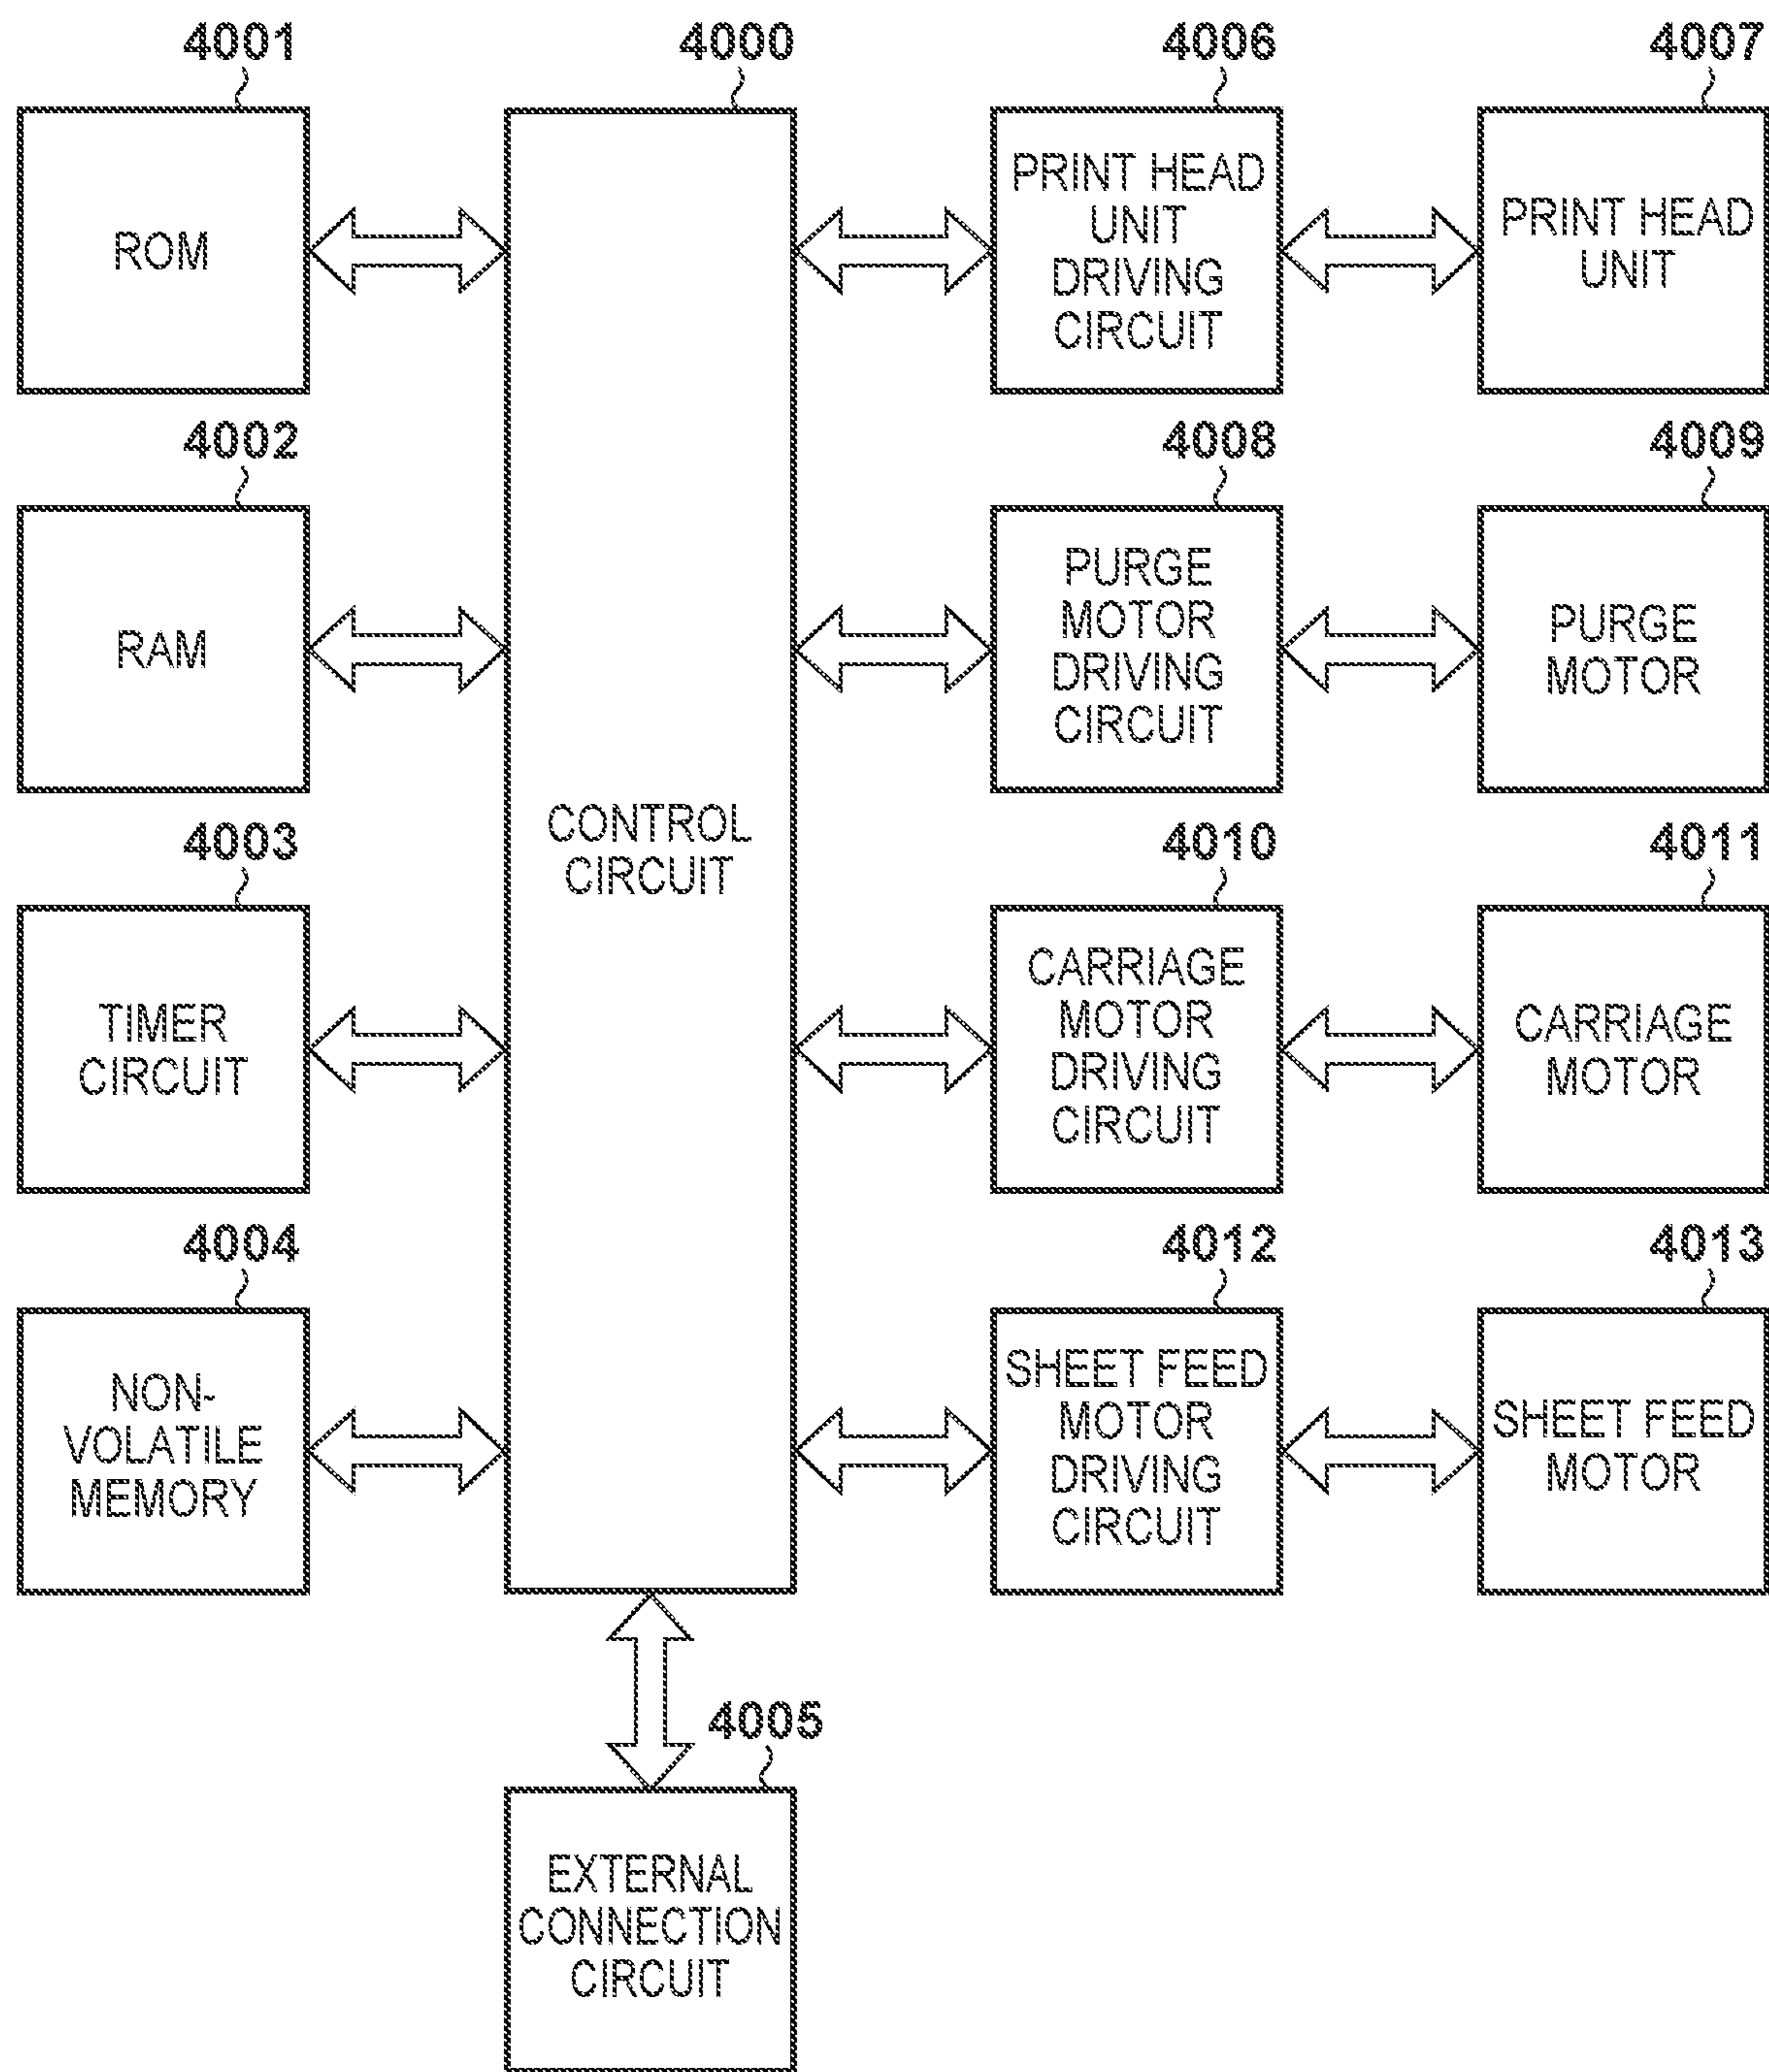 4001
4000
4006
4007
ROM
PRINT HEAD
UNIT
DRIVING
CIRCUIT
PRINT HEAD
UNIT
4002
4008
4009
RAM
PURGE
MOTOR
DRIVING
CIRCUIT
PURGE
MOTOR
CONTROL
CIRCUIT
4003
4010
4011
TIMER
CIRCUIT
CARRIAGE
MOTOR
DRIVING
CIRCUIT
CARRIAGE
MOTOR
4004
4012
4013
NON-
VOLATILE
MEMORY
SHEET FEED
MOTOR
DRIVING
CIRCUIT
SHEET FEED
MOTOR
4005
EXTERNAL
CONNECTION
CIRCUIT